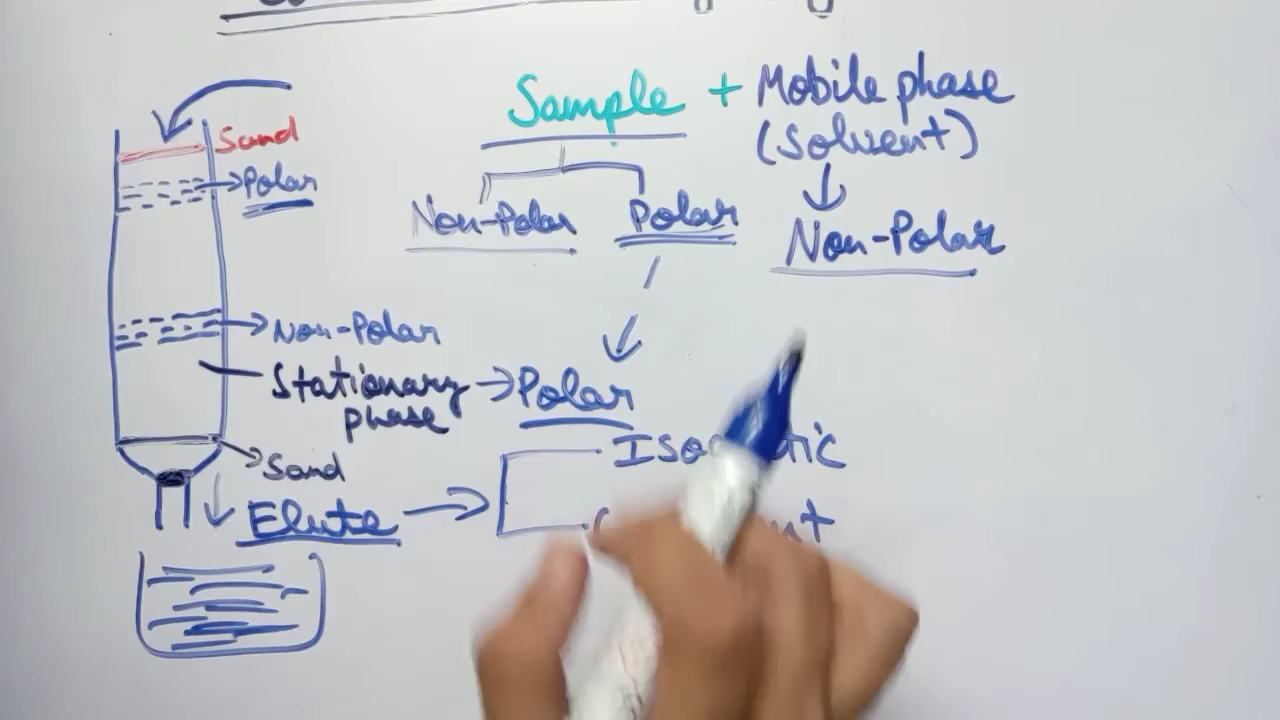 Sample + Mobile phase
(Solvent)
Sand
Polar
Non-Polar
Polar
Non-Polar
Non-Polar
Stationary phase
Polar
Sand
Elute